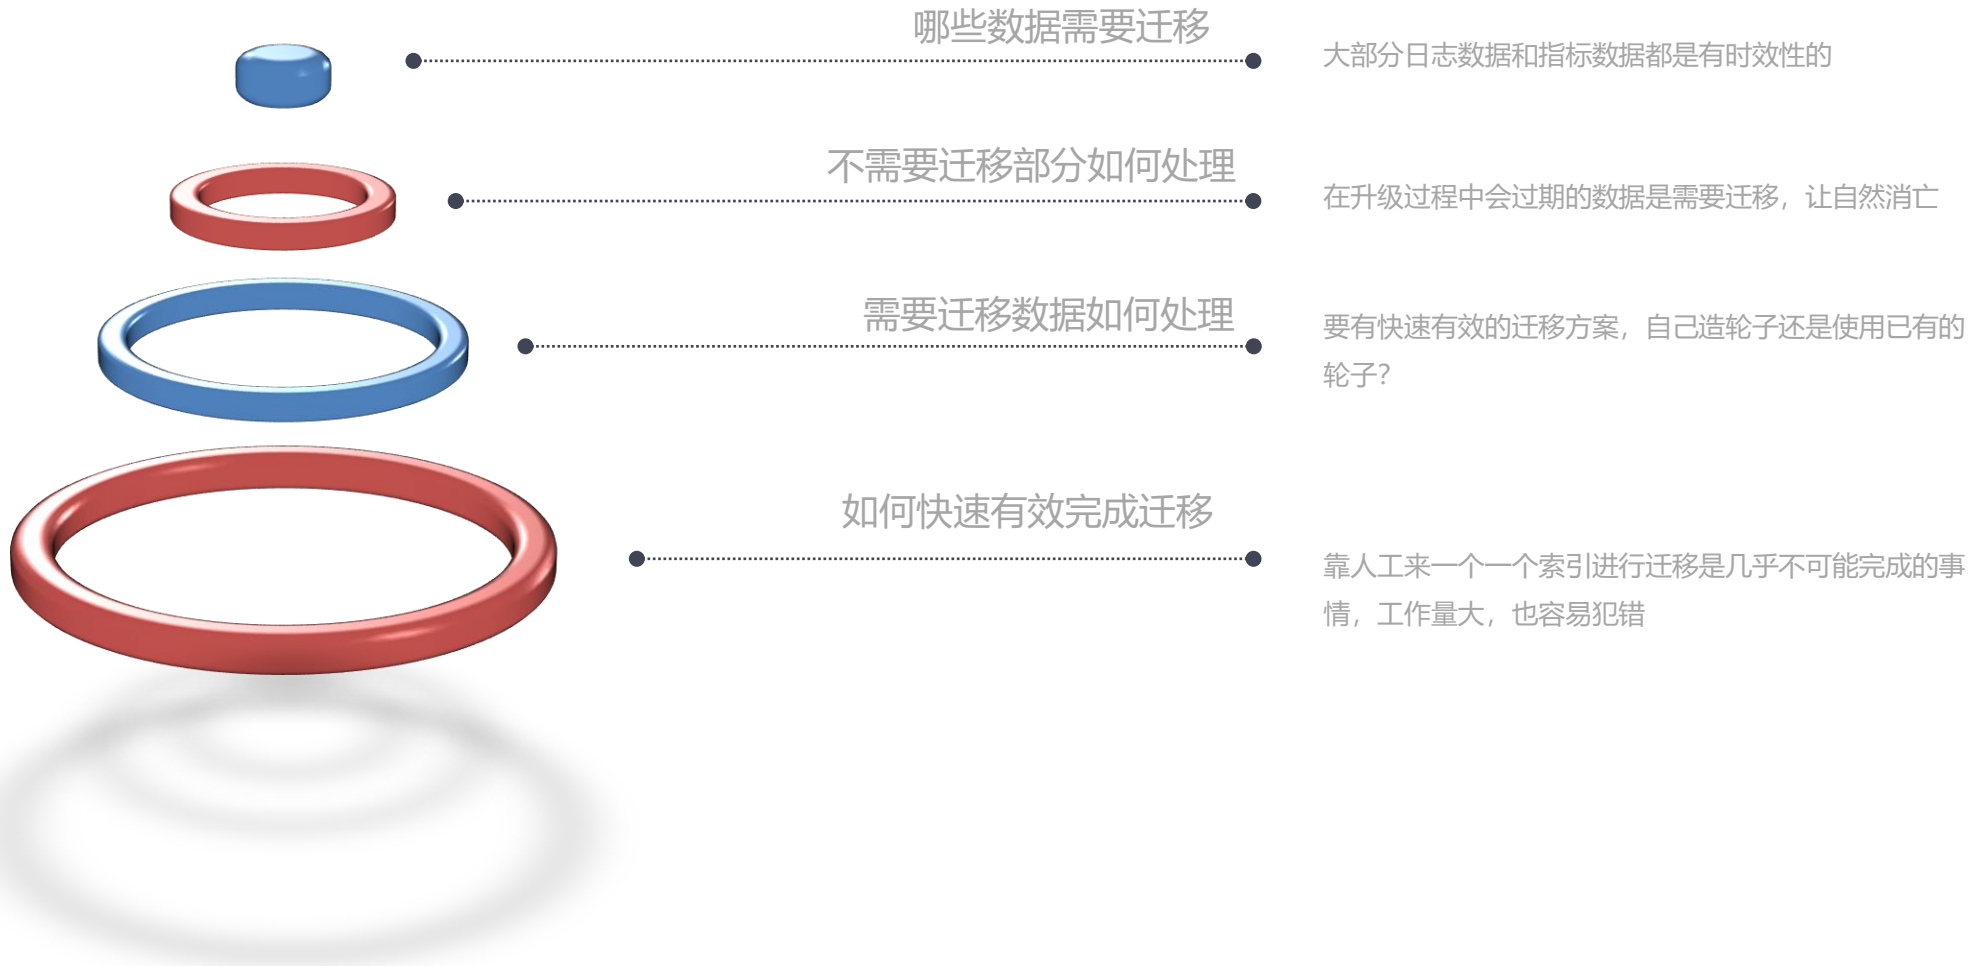 哪些数据需要迁移
大部分日志数据和指标数据都是有时效性的
不需要迁移部分如何处理
在升级过程中会过期的数据是需要迁移，让自然消亡
需要迁移数据如何处理
要有快速有效的迁移方案，自己造轮子还是使用已有的
轮子？
如何快速有效完成迁移
靠人工来一个一个索引进行迁移是几乎不可能完成的事
情，工作量大，也容易犯错